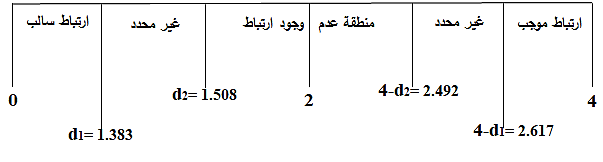 ارتباط سالب
غير محدد
منطقة عدم وجود ارتباط
غير محدد
ارتباط موجب
0
d1= 1.383
d2= 1.508
2
4-d2= 2.492
4-d1= 2.617
4